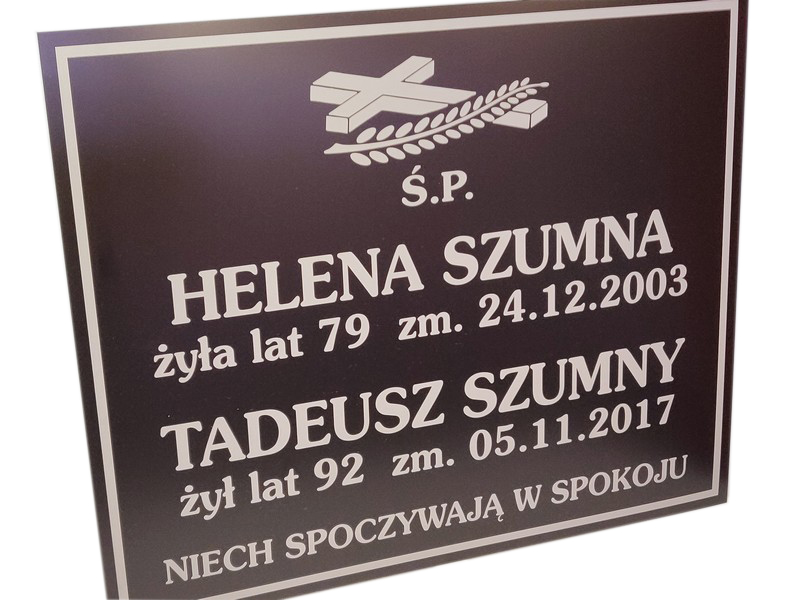 Ś.P.
HELENA SZUMNA
żyła lat 79 zm. 24.12.2003
TADEUSZ SZUMNY
żył lat 92 zm. 05.11.2017
NIECH SPOCZYWAJĄ W SPOKOJU